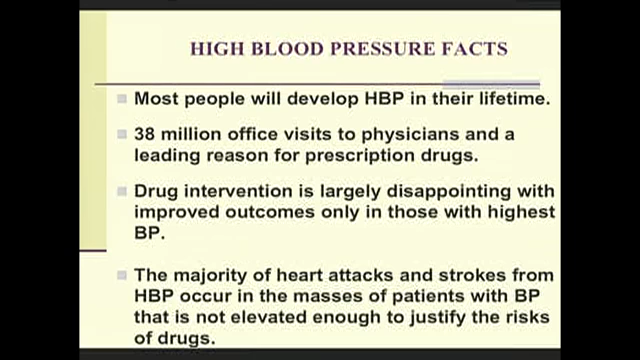 HIGH BLOOD PRESSURE FACTS
Most people will develop HBP in their lifetime.
38 million office visits to physicians and a
leading reason for prescription drugs.
Drug intervention is largely disappointing with
improved outcomes only in those with highest
BP.
The majority of heart attacks and strokes from
HBP occur in the masses of patients with BP
that is not elevated enough to justify the risks
of drugs.